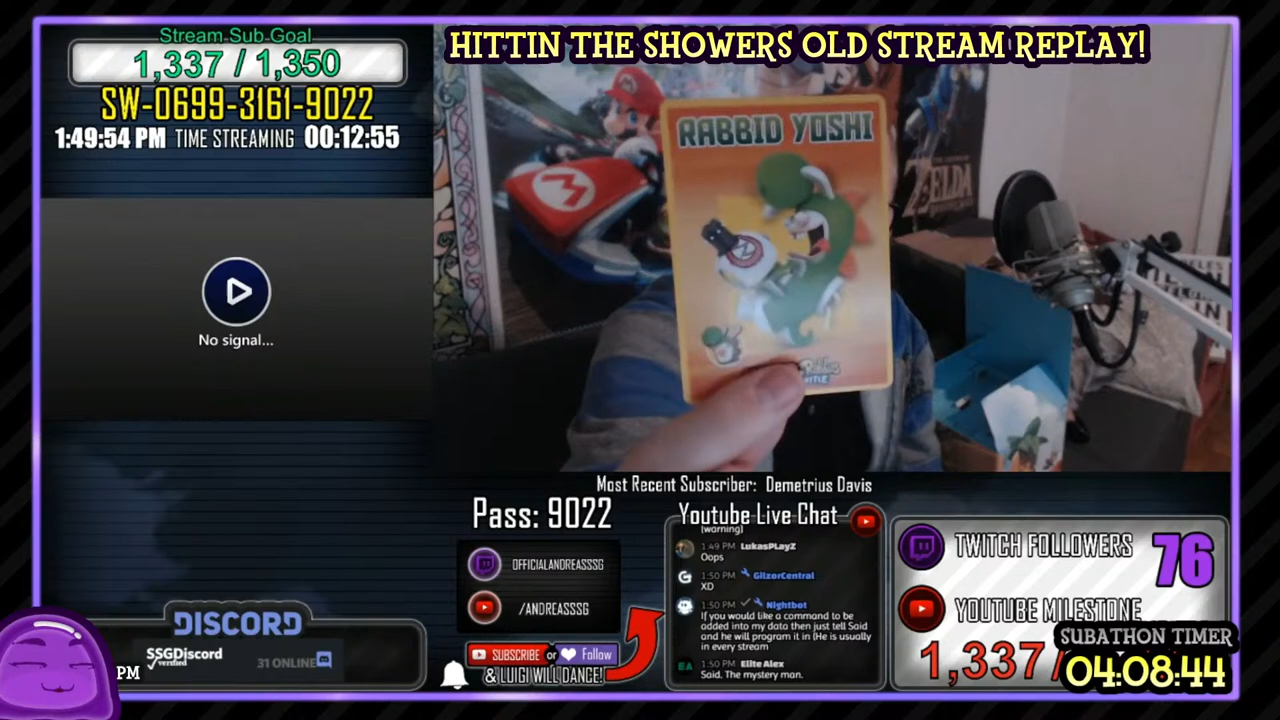 Stream Sub Goal
1,337 / 1,350
SW-0699-3161-9022
1:49:54 PM TIME STREAMING 00:12:55
No signal...
HITTIN THE SHOWERS OLD STREAM REPLAY!
RABBID YOSHI
ZELDA
BATTLE
Most Recent Subscriber: Demetrius Davis
Pass: 9022
OFFICIALANDREASSSG
/ANDREASSSG
SUBSCRIBE or Follow
& LUIGI WILL DANCE!
Youtube Live Chat
[warning]
1:49 PM LukasPLayZ
Oops
1:50 PM GilzorCentral
XD
1:50 PM Nightbot
If you would like a command to be
added into my data then just tell Said
and he will program it in (He is usually
in every stream
EA 1:50 PM Elite Alex
Said, The mystery man.
TWITCH FOLLOWERS 76
YOUTUBE MILESTONE
1,337/
SUBATHON TIMER
04:08:44
DISCORD
SSGDiscord
verified
31 ONLINE
PM